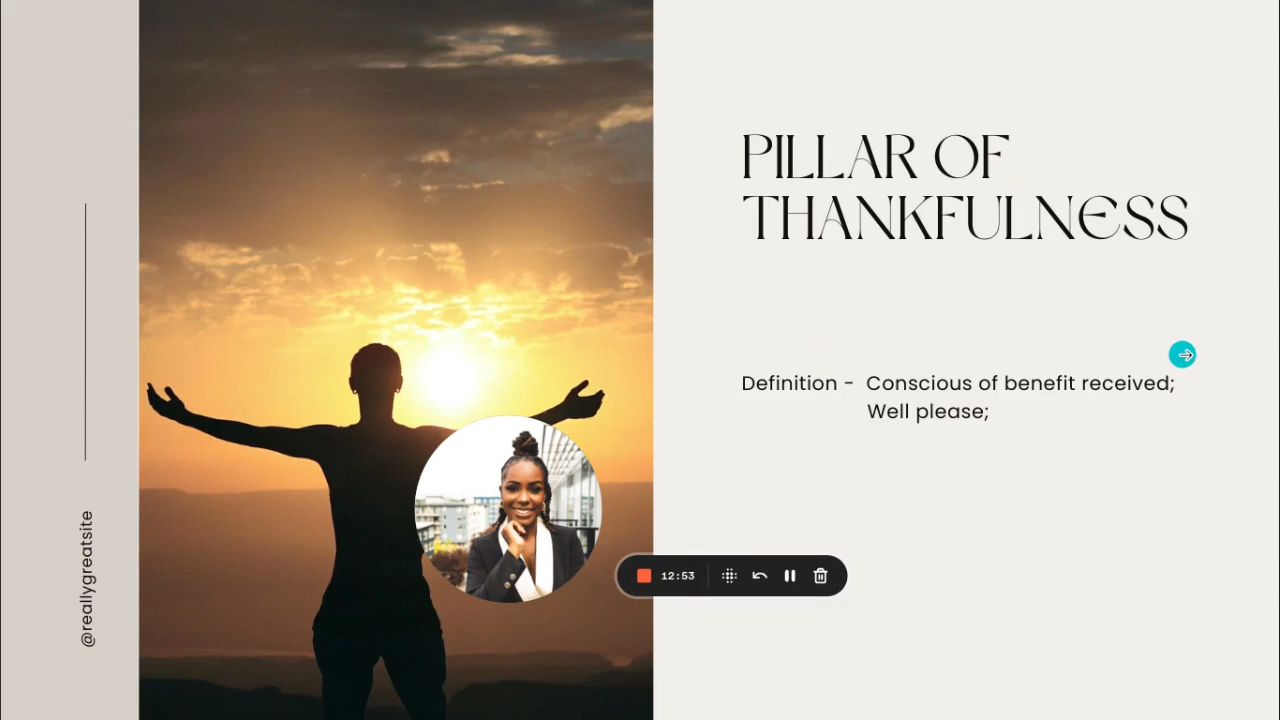 PILLAR OF
THANKFULNESS
Definition - Conscious of benefit received;
Well please;
@reallygreatsite
12:53